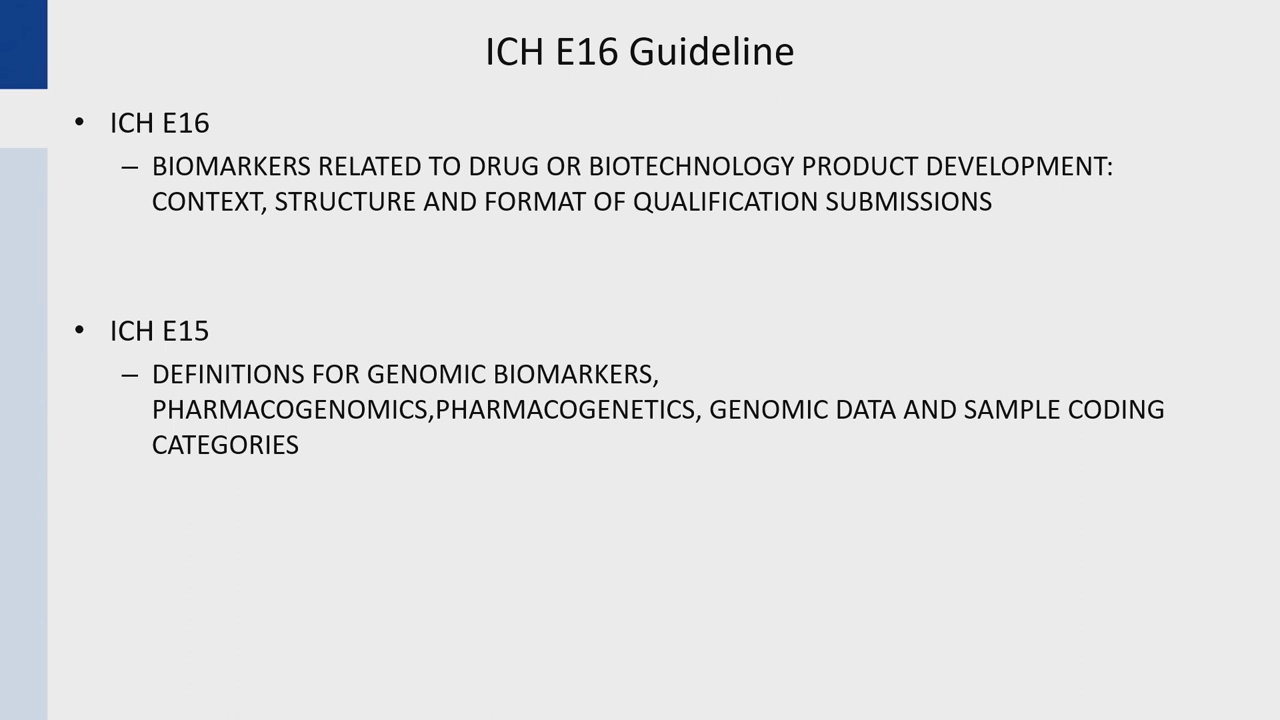 ICH E16 Guideline
• ICH E16
– BIOMARKERS RELATED TO DRUG OR BIOTECHNOLOGY PRODUCT DEVELOPMENT:
CONTEXT, STRUCTURE AND FORMAT OF QUALIFICATION SUBMISSIONS
• ICH E15
– DEFINITIONS FOR GENOMIC BIOMARKERS,
PHARMACOGENOMICS,PHARMACOGENETICS, GENOMIC DATA AND SAMPLE CODING
CATEGORIES